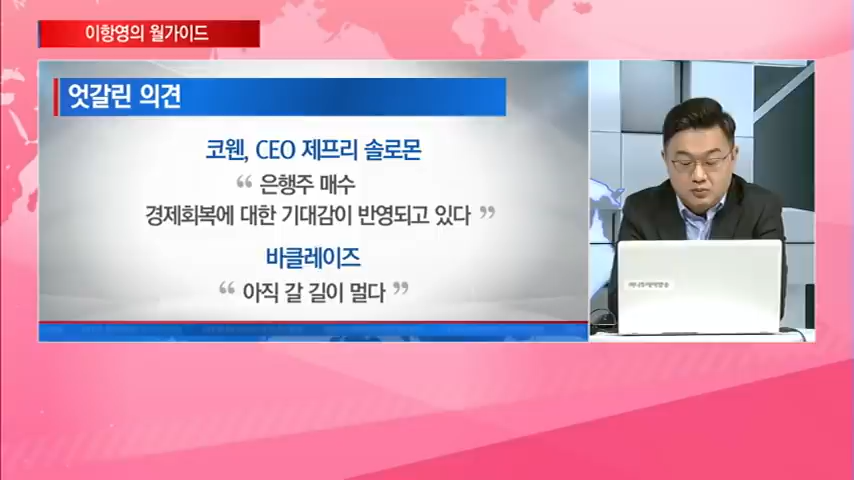 이항영의 월가이드
엇갈린 의견
코웬, CEO 제프리 솔로몬
“ 은행주 매수
경제회복에 대한 기대감이 반영되고 있다 ”
바클레이즈
“ 아직 갈 길이 멀다 ”